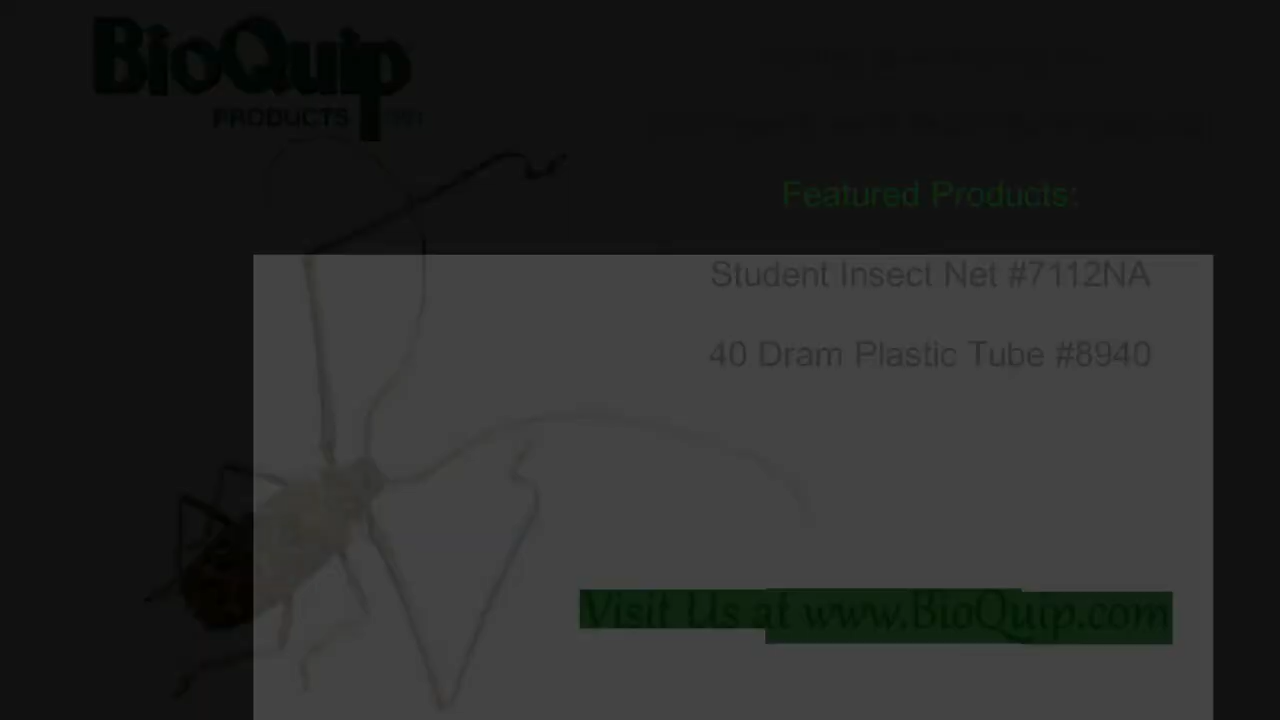 BioQuip
PRODUCTS
Featured Products:
Student Insect Net #7112NA
40 Dram Plastic Tube #8940
Visit Us at www.BioQuip.com